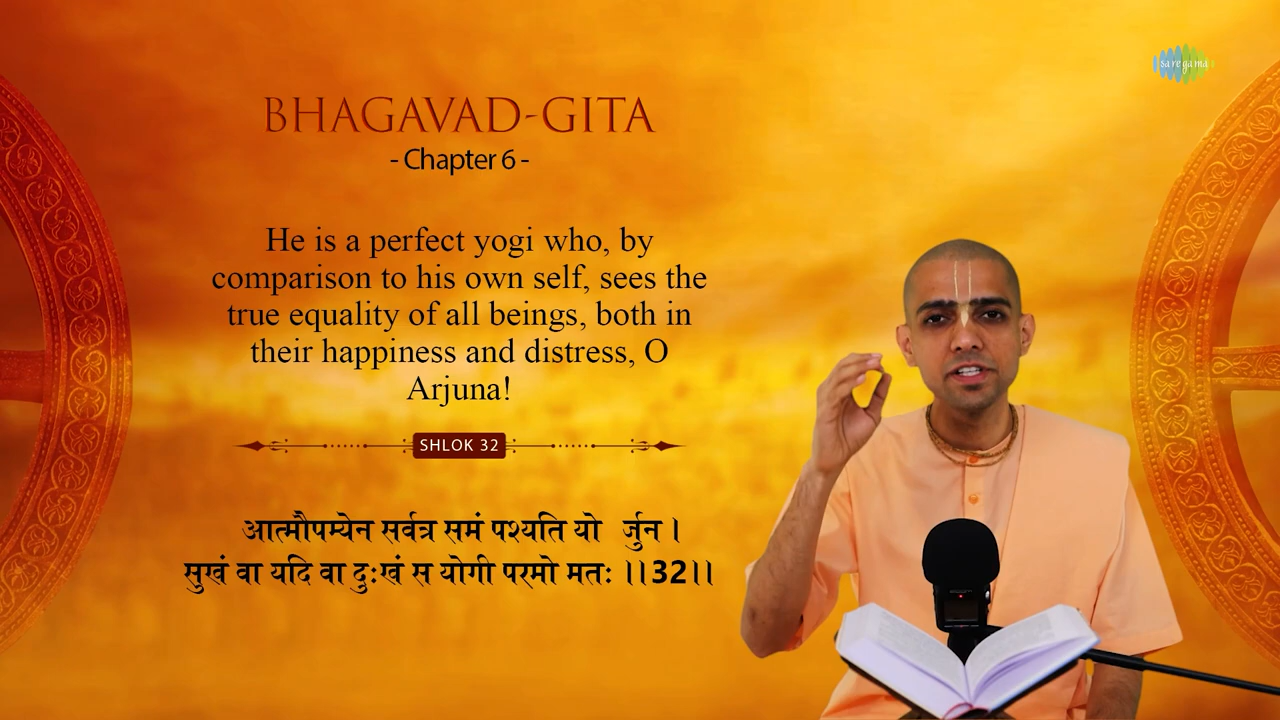 saregama
BHAGAVAD-GITA
- Chapter 6 -
He is a perfect yogi who, by
comparison to his own self, sees the
true equality of all beings, both in
their happiness and distress, O
Arjuna!
SHLOK 32
आत्मौपम्येन सर्वत्र समं पश्यति यो र्जुन ।
सुखं वा यदि वा दुःखं स योगी परमो मतः ।।32।।